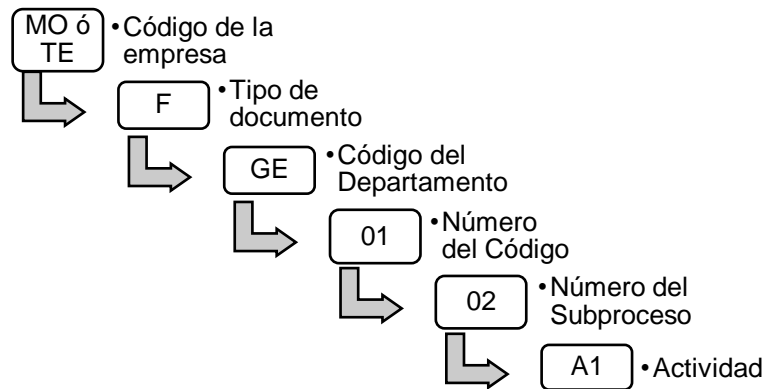 MO ó
TE
•Código de la
empresa
F
•Tipo de
documento
GE
•Código del
Departamento
01
•Número
del Código
02
•Número del
Subproceso
A1
•Actividad